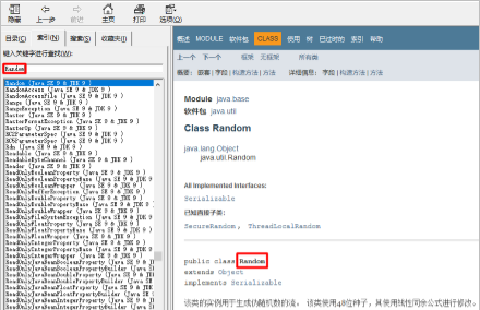 隐藏 上一步 前进 主页 打印 选项(O)
目录(C) 索引(N) 搜索(S) 收藏夹(I)
键入关键字进行查找(W):
Random
Random (Java SE 9 & JDK 9 )
RandomAccess (Java SE 9 & JDK 9 )
RandomAccessFile (Java SE 9 & JDK 9 )
Range (Java SE 9 & JDK 9 )
RangeException (Java SE 9 & JDK 9 )
Raster (Java SE 9 & JDK 9 )
RasterFormatException (Java SE 9 & JDK 9 )
RasterOp (Java SE 9 & JDK 9 )
RC2ParameterSpec (Java SE 9 & JDK 9 )
RC5ParameterSpec (Java SE 9 & JDK 9 )
Rdn (Java SE 9 & JDK 9 )
Readable (Java SE 9 & JDK 9 )
ReadableByteChannel (Java SE 9 & JDK 9 )
Reader (Java SE 9 & JDK 9 )
ReadOnlyBooleanProperty (Java SE 9 & JDK 9 )
ReadOnlyBooleanPropertyBase (Java SE 9 & JDK 9 )
ReadOnlyBooleanWrapper (Java SE 9 & JDK 9 )
ReadOnlyBufferException (Java SE 9 & JDK 9 )
ReadOnlyDoubleProperty (Java SE 9 & JDK 9 )
ReadOnlyDoublePropertyBase (Java SE 9 & JDK 9 )
ReadOnlyDoubleWrapper (Java SE 9 & JDK 9 )
ReadOnlyFileSystemException (Java SE 9 & JDK 9 )
ReadOnlyFloatProperty (Java SE 9 & JDK 9 )
ReadOnlyFloatPropertyBase (Java SE 9 & JDK 9 )
ReadOnlyFloatWrapper (Java SE 9 & JDK 9 )
ReadOnlyIntegerProperty (Java SE 9 & JDK 9 )
ReadOnlyIntegerPropertyBase (Java SE 9 & JDK 9 )
ReadOnlyIntegerWrapper (Java SE 9 & JDK 9 )
ReadOnlyJavaBeanBooleanProperty (Java SE 9 & JDK
ReadOnlyJavaBeanBooleanPropertyBuilder (Java SE
ReadOnlyJavaBeanDoubleProperty (Java SE 9 & JDK
ReadOnlyJavaBeanDoublePropertyBuilder (Java SE 9
ReadOnlyJavaBeanFloatProperty (Java SE 9 & JDK 9
ReadOnlyJavaBeanFloatPropertyBuilder (Java SE 9
ReadOnlyJavaBeanIntegerProperty (Java SE 9 & JDK
概述 MODULE 软件包 CLASS 使用 树 已过时的 索引 帮助
上一个 下一个 框架 无框架 所有类
概要： 嵌套 | 字段 | 构造方法 | 方法 详细信息： 字段 | 构造方法 | 方法
Module java.base
软件包 java.util
Class Random
java.lang.Object
java.util.Random
All Implemented Interfaces:
Serializable
已知直接子类：
SecureRandom , ThreadLocalRandom
public class Random
extends Object
implements Serializable
该类的实例用于生成伪随机数的流； 该类使用48位种子，其使用线性同余公式进行修改。